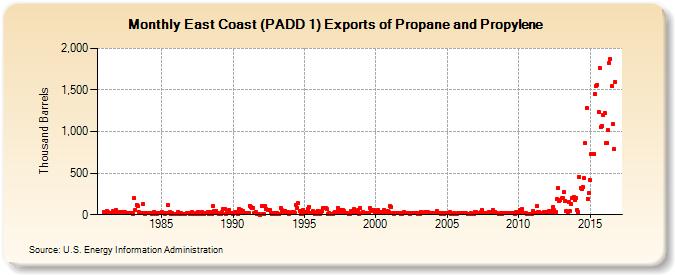 Monthly East Coast (PADD 1) Exports of Propane and Propylene
Thousand Barrels
2,000
1,500
1,000
500
0
1985 1990 1995 2000 2005 2010 2015
Source: U.S. Energy Information Administration